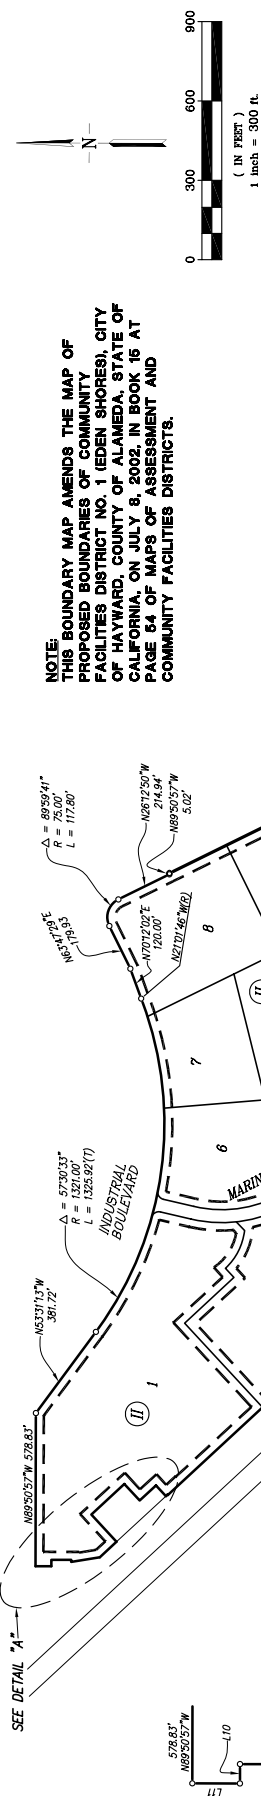 N
0 300 600 900
( IN FEET )
1 inch = 300 ft.
NOTE:
THIS BOUNDARY MAP AMENDS THE MAP OF
PROPOSED BOUNDARIES OF COMMUNITY
FACILITIES DISTRICT NO. 1 (EDEN SHORES), CITY
OF HAYWARD, COUNTY OF ALAMEDA, STATE OF
CALIFORNIA, ON JULY 8, 2002, IN BOOK 16 AT
PAGE 54 OF MAPS OF ASSESSMENT AND
COMMUNITY FACILITIES DISTRICTS.
Δ = 89°59'41"
R = 75.00'
L = 117.80'
N63°47'29"E
179.93
N26°12'50"W
214.94'
N89°50'57"W
5.02'
N70°12'02"E
120.00'
N21°01'46"W(R)
8
7
6
II
MARIN
Δ = 57°30'33"
R = 1321.00'
L = 1325.92'(T)
INDUSTRIAL
BOULEVARD
N53°31'13"W
381.72'
N89°50'57"W 578.83'
1
II
SEE DETAIL "A"
578.83'
N89°50'57"W
L10
L11